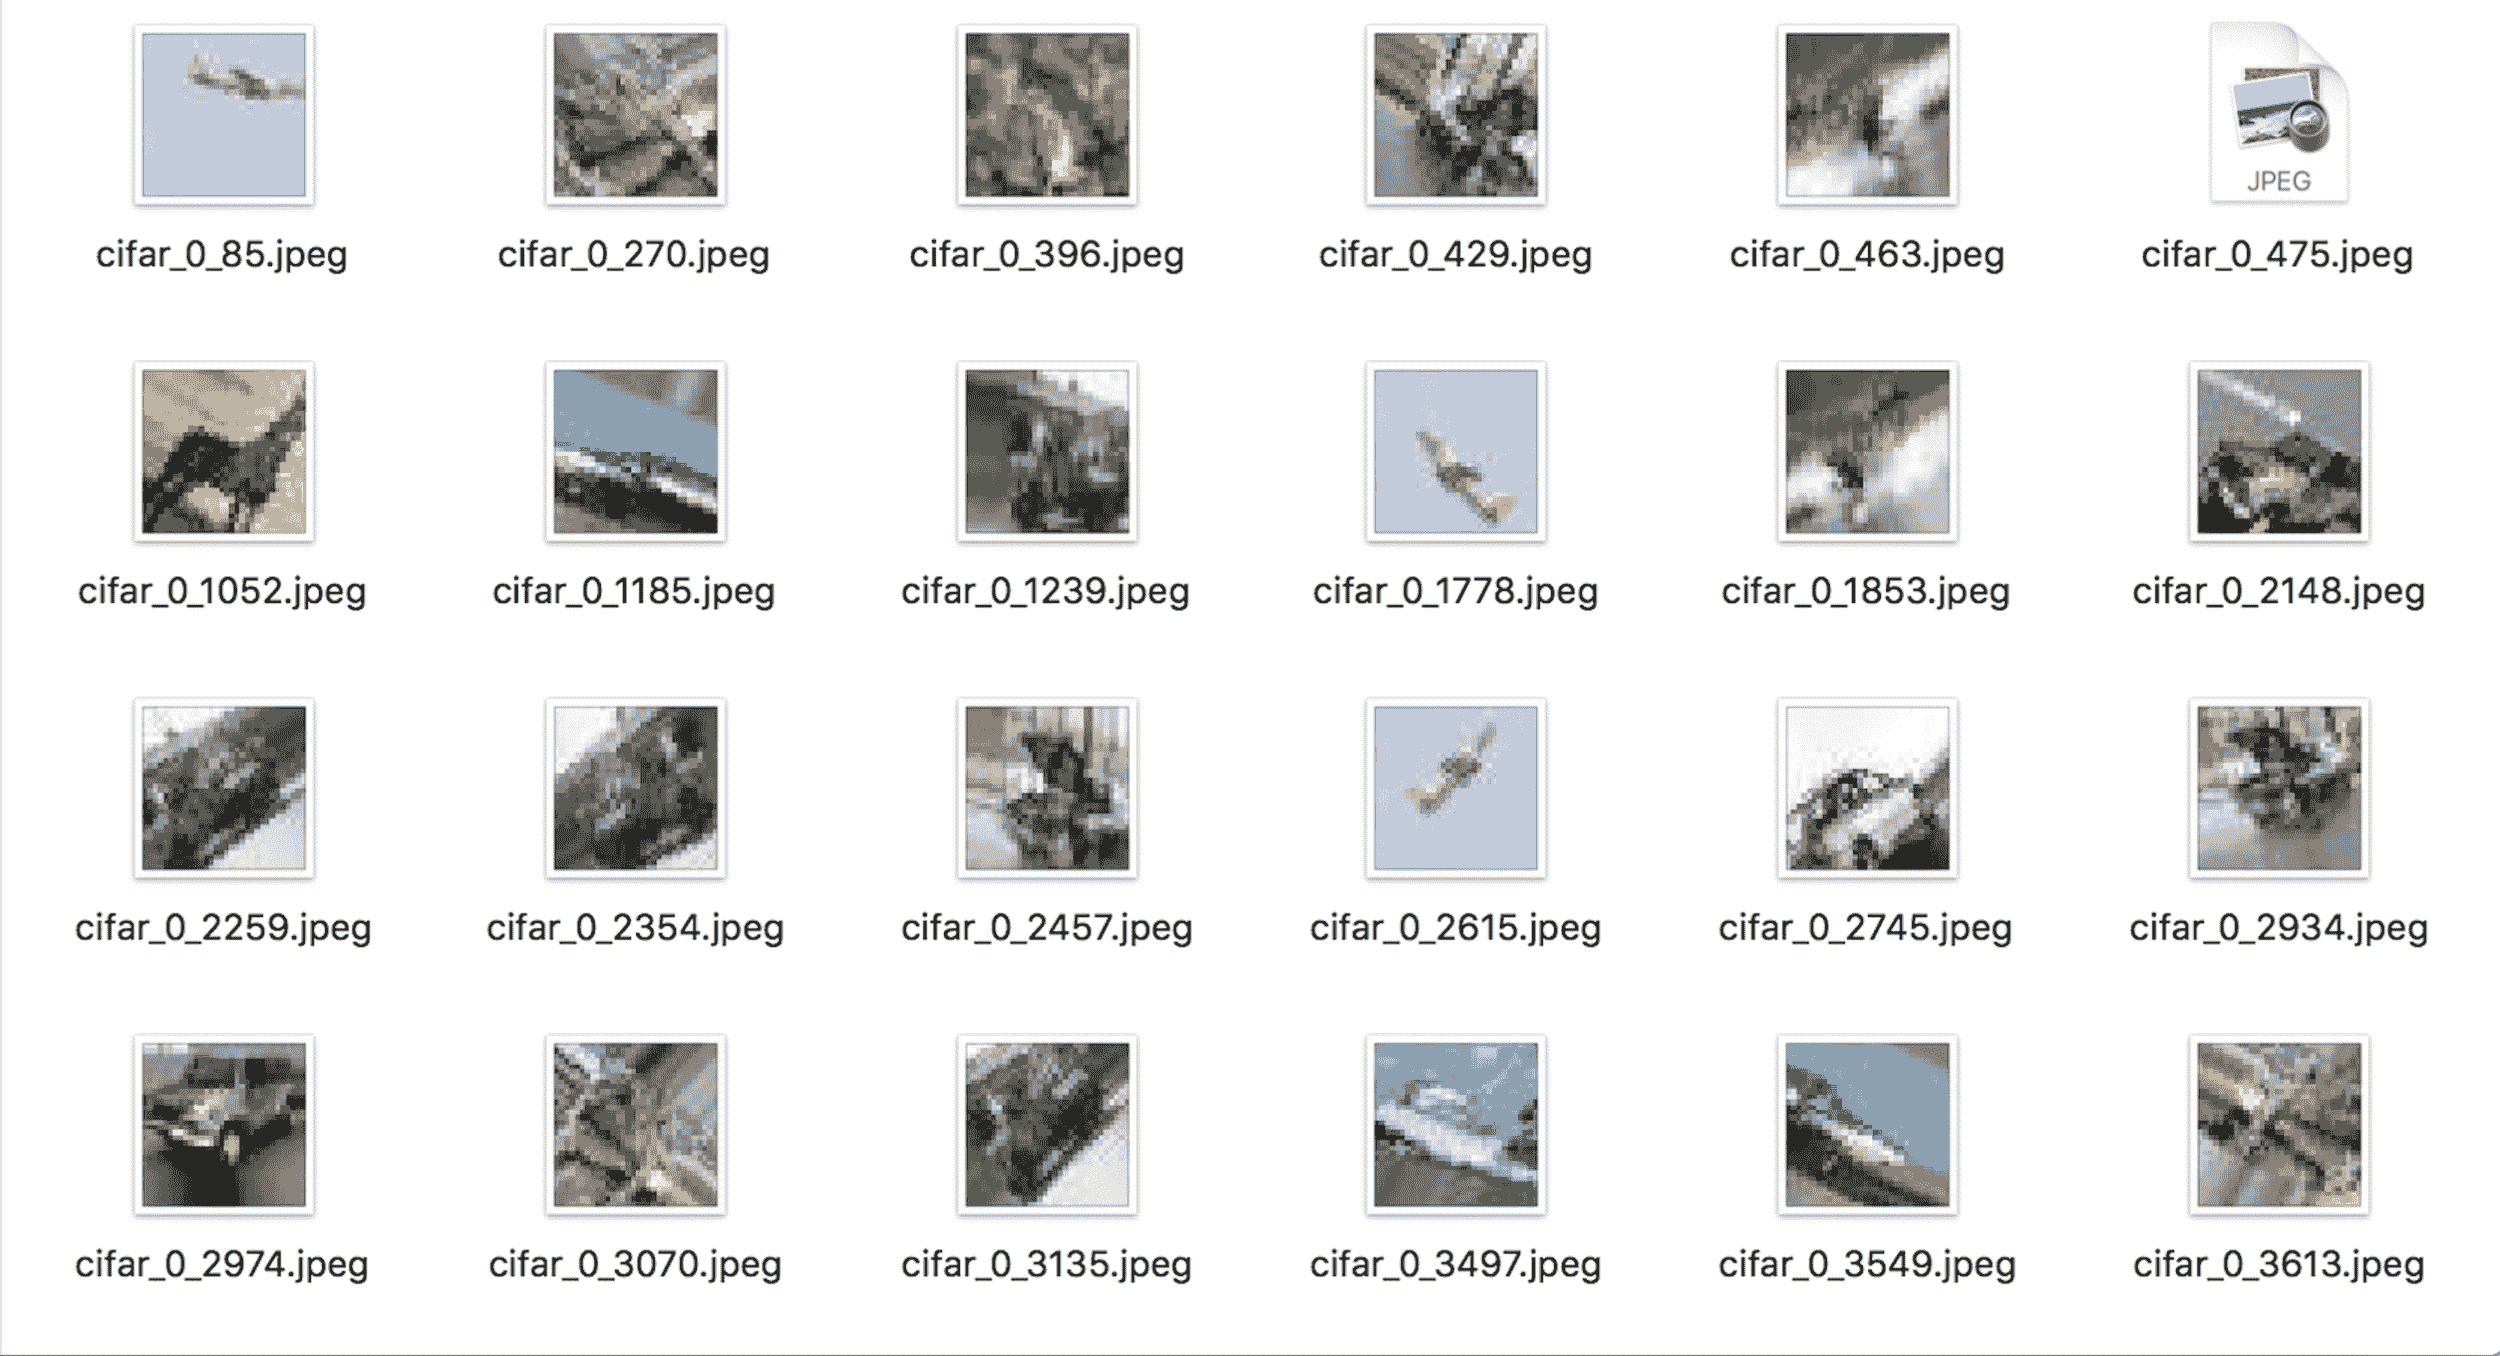 JPEG
cifar_0_85.jpeg cifar_0_270.jpeg cifar_0_396.jpeg cifar_0_429.jpeg cifar_0_463.jpeg cifar_0_475.jpeg
cifar_0_1052.jpeg cifar_0_1185.jpeg cifar_0_1239.jpeg cifar_0_1778.jpeg cifar_0_1853.jpeg cifar_0_2148.jpeg
cifar_0_2259.jpeg cifar_0_2354.jpeg cifar_0_2457.jpeg cifar_0_2615.jpeg cifar_0_2745.jpeg cifar_0_2934.jpeg
cifar_0_2974.jpeg cifar_0_3070.jpeg cifar_0_3135.jpeg cifar_0_3497.jpeg cifar_0_3549.jpeg cifar_0_3613.jpeg